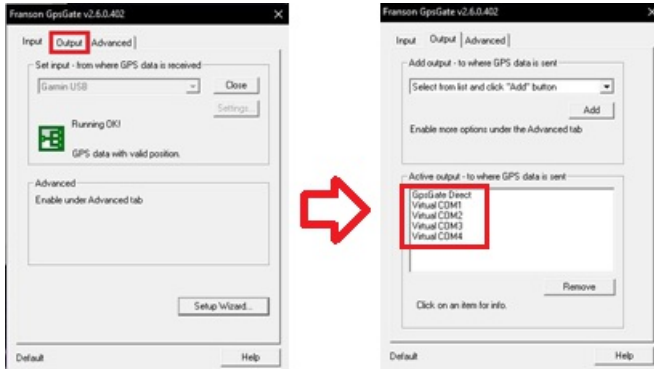 Franson GpsGate v2.6.0.402
Input
Output
Advanced
Set input - from where GPS data is received
Garmin USB
Close
Settings...
Running OK!
GPS data with valid position.
Advanced
Enable under Advanced tab
Setup Wizard...
Default
Help
Franson GpsGate v2.6.0.402
Input
Output
Advanced
Add output - to where GPS data is sent
Select from list and click "Add" button
Add
Enable more options under the Advanced tab
Active output - to where GPS data is sent
GpsGate Direct
Virtual COM1
Virtual COM2
Virtual COM3
Virtual COM4
Remove
Click on an item for info.
Default
Help